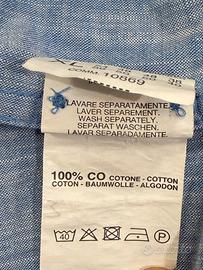 XL
COMM. 10869
LAVARE SEPARATAMENTE
LAVER SEPAREMENT.
WASH SEPARATELY.
SEPARAT WASCHEN.
LAVAR SEPARADAMENTE.
100% CO COTONE - COTTON
COTON - BAUMWOLLE - ALGODON
40